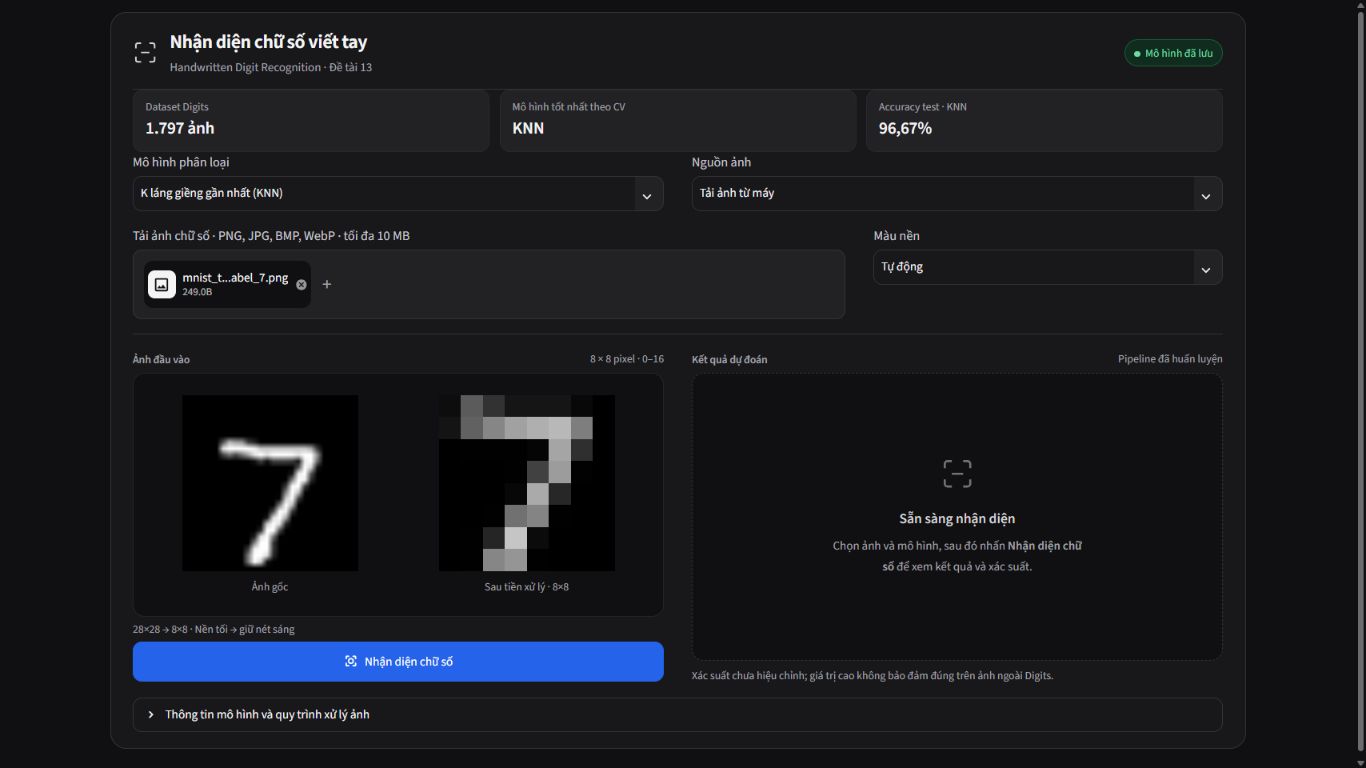 Nhận diện chữ số viết tay
Handwritten Digit Recognition · Đề tài 13
Mô hình đã lưu
Dataset Digits
1.797 ảnh
Mô hình tốt nhất theo CV
KNN
Accuracy test · KNN
96,67%
Mô hình phân loại
K láng giềng gần nhất (KNN)
Nguồn ảnh
Tải ảnh từ máy
Tải ảnh chữ số · PNG, JPG, BMP, WebP · tối đa 10 MB
mnist_t...abel_7.png
249.0B
Màu nền
Tự động
Ảnh đầu vào
8 × 8 pixel · 0–16
7
Ảnh gốc
Sau tiền xử lý · 8×8
28×28 → 8×8 · Nền tối → giữ nét sáng
Nhận diện chữ số
Kết quả dự đoán
Pipeline đã huấn luyện
Sẵn sàng nhận diện
Chọn ảnh và mô hình, sau đó nhấn Nhận diện chữ
số để xem kết quả và xác suất.
Xác suất chưa hiệu chỉnh; giá trị cao không bảo đảm đúng trên ảnh ngoài Digits.
Thông tin mô hình và quy trình xử lý ảnh